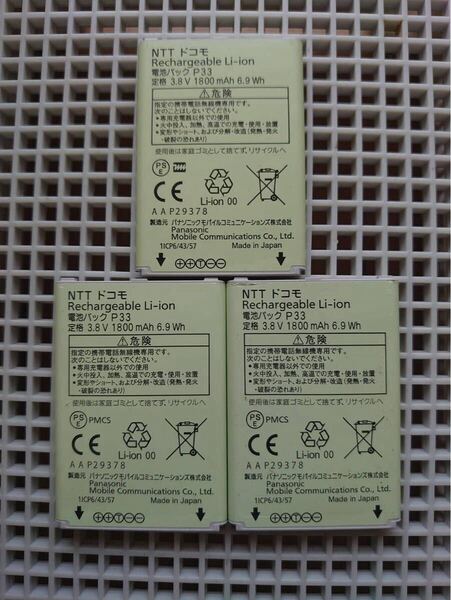 NTT ドコモ
Rechargeable Li-ion
電池パック P33
定格 3.8 V 1800 mAh 6.9 Wh
⚠危険
指定の携帯電話無線機専用です。
次のことはしないでください。
•専用充電器以外での使用
•火中投入、加熱、高温での充電・使用・放置
•変形やショート、および分解・改造(発熱・発火
・破裂の恐れあり)
使用後は家庭ゴミとして捨てず、リサイクルへ
PS
E
CE
Li-ion 00
AAP29378
製造元 パナソニックモバイルコミュニケーションズ株式会社
Panasonic
Mobile Communications Co., Ltd.
1ICP6/43/57 Made in Japan
NTT ドコモ
Rechargeable Li-ion
電池パック P33
定格 3.8 V 1800 mAh 6.9 Wh
⚠危険
指定の携帯電話無線機専用です。
次のことはしないでください。
•専用充電器以外での使用
•火中投入、加熱、高温での充電・使用・放置
•変形やショート、および分解・改造(発熱・発火
・破裂の恐れあり)
使用後は家庭ゴミとして捨てず、リサイクルへ
PS
E PMCS
CE
Li-ion 00
AAP29378
製造元 パナソニックモバイルコミュニケーションズ株式会社
Panasonic
Mobile Communications Co., Ltd.
1ICP6/43/57 Made in Japan
NTT ドコモ
Rechargeable Li-ion
電池パック P33
定格 3.8 V 1800 mAh 6.9 Wh
⚠危険
指定の携帯電話無線機専用です。
次のことはしないでください。
•専用充電器以外での使用
•火中投入、加熱、高温での充電・使用・放置
•変形やショート、および分解・改造(発熱・発火
・破裂の恐れあり)
使用後は家庭ゴミとして捨てず、リサイクルへ
PS
E PMCS
CE
Li-ion 00
AAP29378
製造元 パナソニックモバイルコミュニケーションズ株式会社
Panasonic
Mobile Communications Co., Ltd.
1ICP6/43/57 Made in Japan